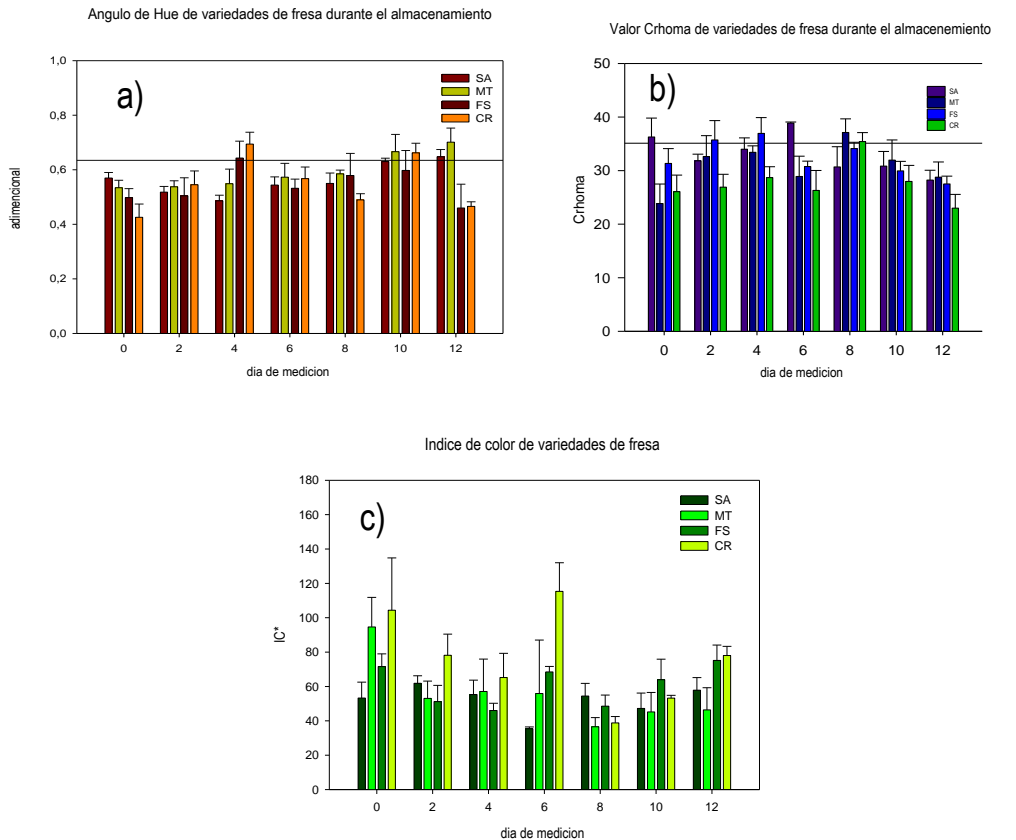 Angulo de Hue de variedades de fresa durante el almacenamiento
1,0
0,8
0,6
0,4
0,2
0,0
adimencional
a)
SA
MT
FS
CR
0 2 4 6 8 10 12
dia de medicion
Valor Crhoma de variedades de fresa durante el almacenemiento
50
40
30
20
10
0
Crhoma
b)
SA
MT
FS
CR
0 2 4 6 8 10 12
dia de medicion
Indice de color de variedades de fresa
180
160
140
120
100
80
60
40
20
0
IC*
c)
SA
MT
FS
CR
0 2 4 6 8 10 12
dia de medicion